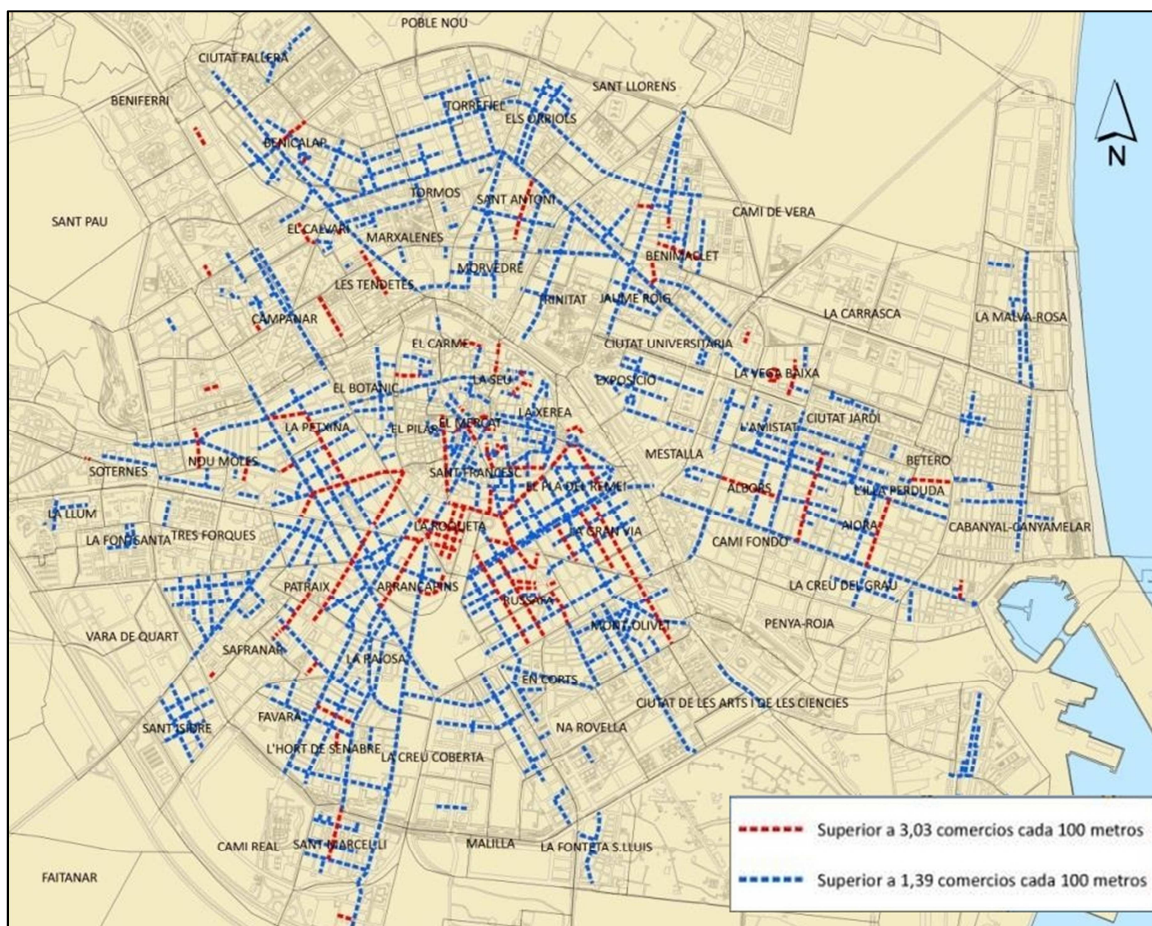 POBLE NOU
CIUTAT FALLERA
SANT LLORENS
BENIFERRI
TORREFIEL
ELS ORRIOLS
BENICALAP
N
TORMOS
SANT ANTONI
CAMI DE VERA
SANT PAU
EL CALVARI
MARXALENES
BENIMACLET
MORVEDRE
LES TENDETES
TRINITAT
JAUME ROIG
LA CARRASCA
LA MALVA-ROSA
CAMPANAR
EL CARME
CIUTAT UNIVERSITARIA
LA VEGA BAIXA
LA SEU
EXPOSICIO
EL BOTANIC
LA XEREA
CIUTAT JARDI
EL MERCAT
LA PETXINA
EL PILAR
L'AMISTAT
MESTALLA
NOU MOLES
BETERO
SOTERNES
SANT FRANCESC
EL PLA DEL REMEI
ALBORS
L'ILLA PERDUDA
LA LLUM
LA ROQUETA
LA GRAN VIA
AIORA
CABANYAL-CANYAMELAR
LA FONTSANTA
TRES FORQUES
CAMI FONDO
PATRAIX
ARRANCAPINS
LA CREU DEL GRAU
RUSSAFA
MONT-OLIVET
PENYA-ROJA
VARA DE QUART
SAFRANAR
LA RAIOSA
EN CORTS
CIUTAT DE LES ARTS I DE LES CIENCIES
SANT ISIDRE
FAVARA
NA ROVELLA
L'HORT DE SENABRE
LA CREU COBERTA
CAMI REAL
SANT MARCEL·LI
MALILLA
LA FONTETA S.LLUIS
FAITANAR
Superior a 3,03 comercios cada 100 metros
Superior a 1,39 comercios cada 100 metros